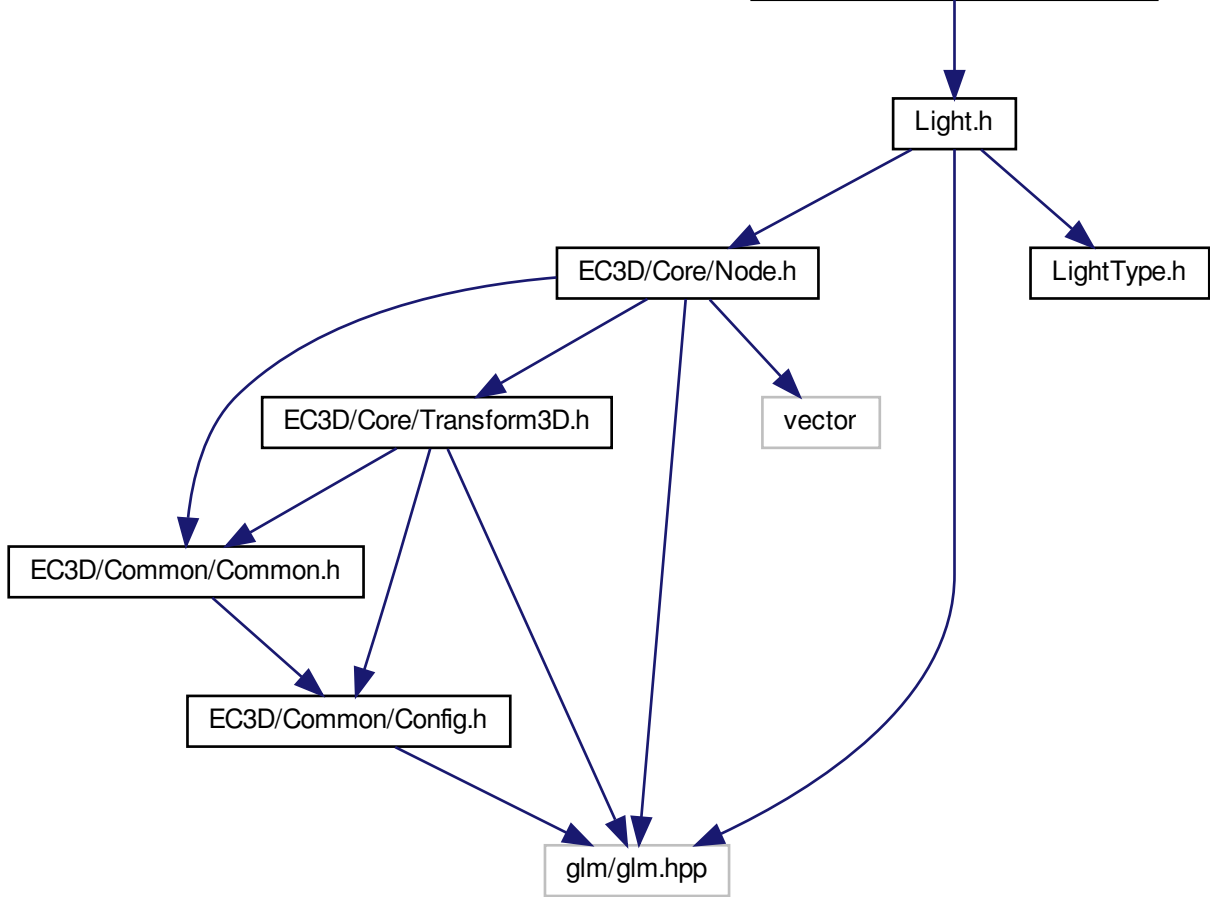 Light.h
EC3D/Core/Node.h
LightType.h
EC3D/Core/Transform3D.h
vector
EC3D/Common/Common.h
EC3D/Common/Config.h
glm/glm.hpp